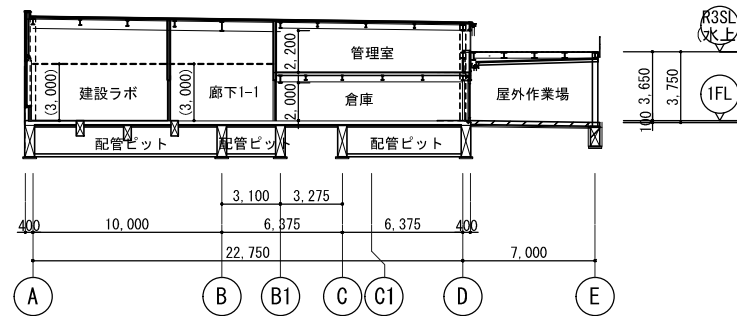 R3SL
(水上)
管理室
2,200
建設ラボ
(3,000)
廊下1-1
(3,000)
倉庫
2,000
屋外作業場
3,650
3,750
100
1FL
配管ピット
配管ピット
配管ピット
3,100
3,275
400
10,000
6,375
6,375
400
22,750
7,000
A
B
B1
C
C1
D
E